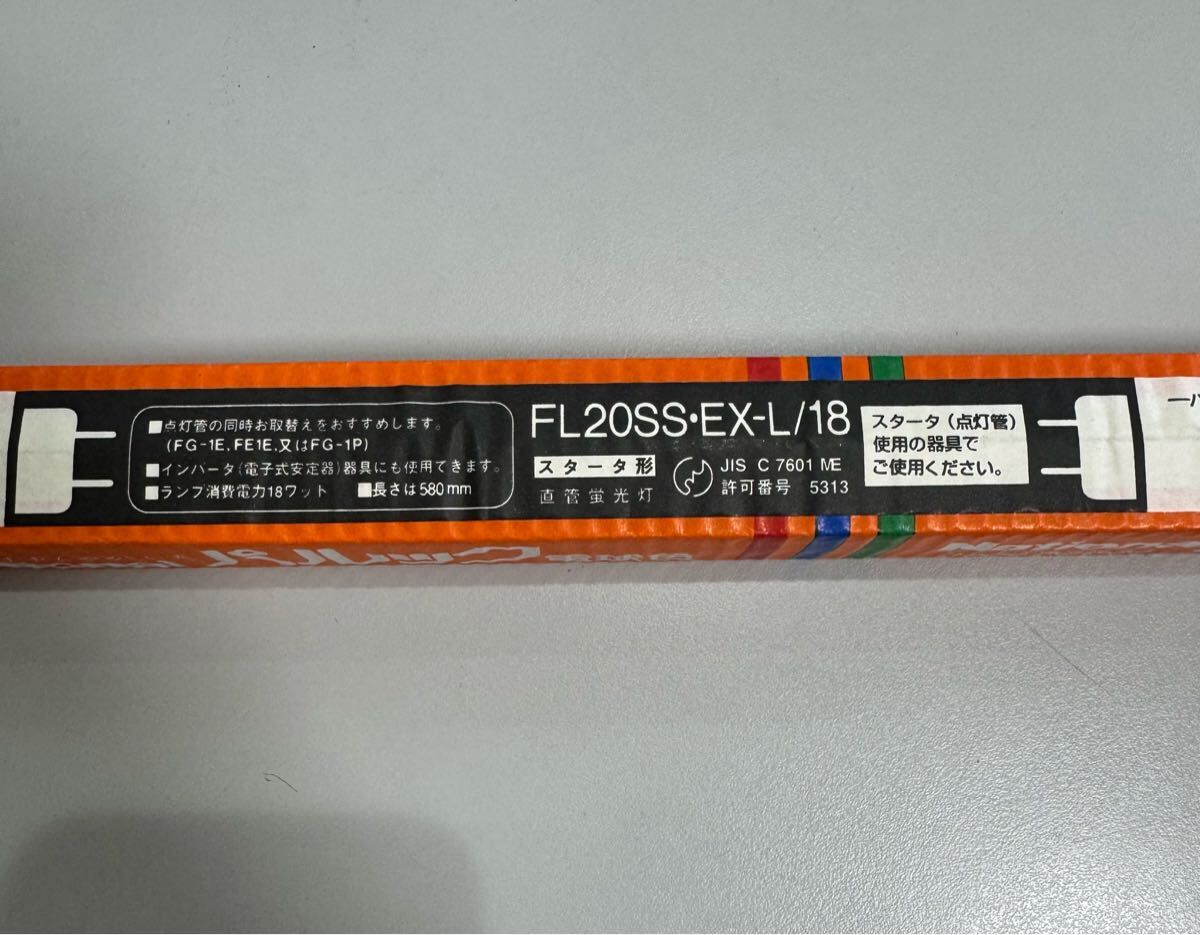 ■点灯管の同時お取替えをおすすめします。
(FG-1E. FE1E. 又はFG-1P)
■インバータ(電子式安定器)器具にも使用できます。
■ランプ消費電力18ワット ■長さは580mm
FL20SS・EX-L/18
スタータ形
直管蛍光灯
JIS C 7601 ME
許可番号 5313
スタータ(点灯管)
使用の器具で
ご使用ください。
パルック